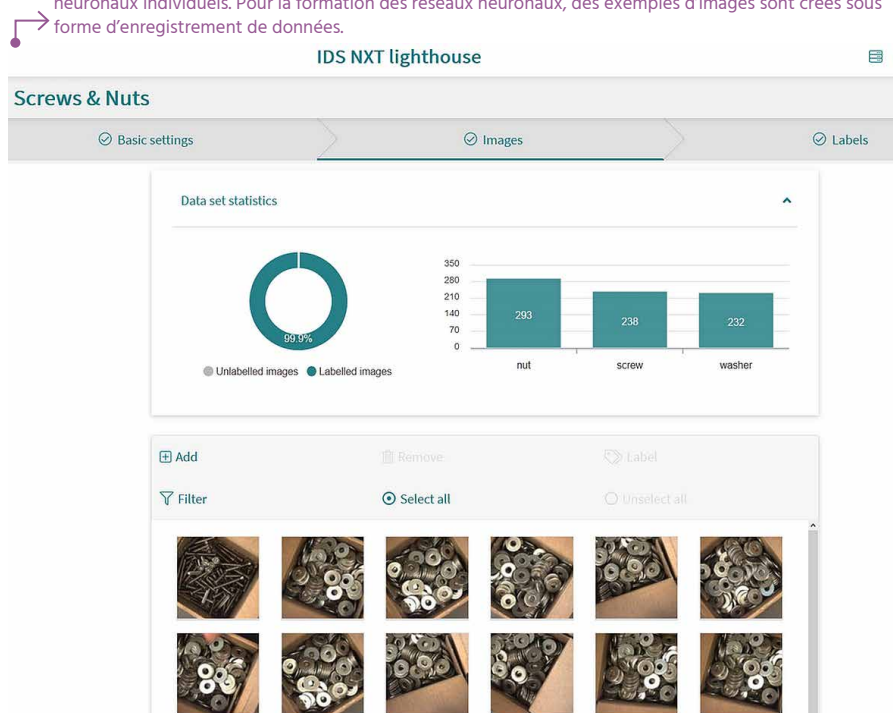 neuronaux individuels. Pour la formation des réseaux neuronaux, des exemples d'images sont créés sous
forme d'enregistrement de données.
IDS NXT lighthouse
Screws & Nuts
Basic settings
Images
Labels
Data set statistics
99.9%
Unlabelled images
Labelled images
350
280
210
140
70
0
293
238
232
nut
screw
washer
Add
Remove
Label
Filter
Select all
Unselect all